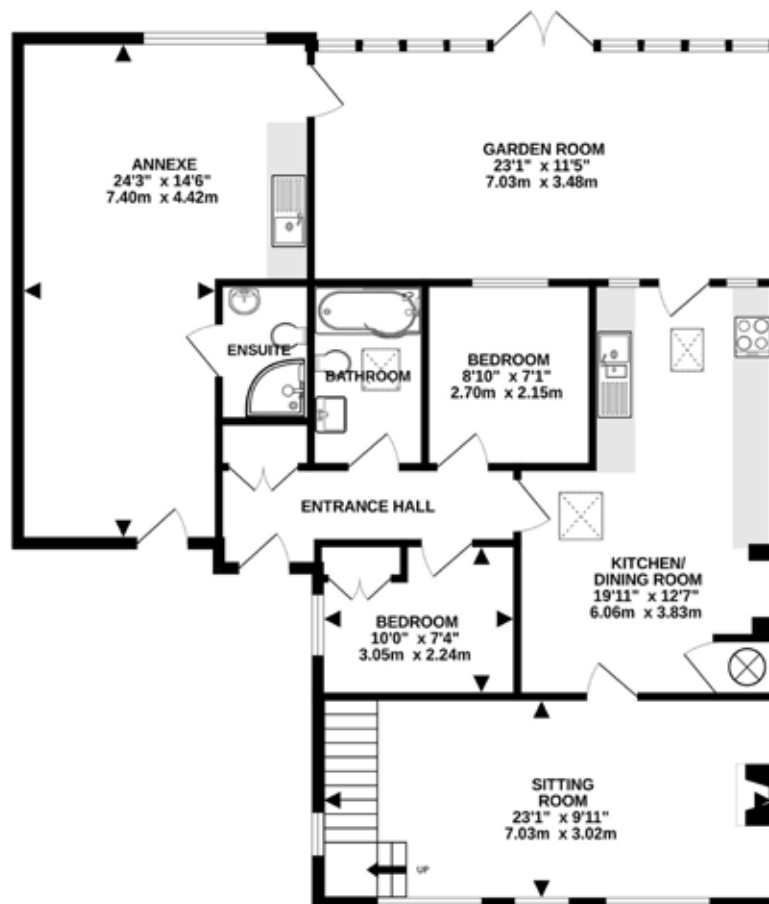 ANNEXE
24'3" x 14'6"
7.40m x 4.42m
GARDEN ROOM
23'1" x 11'5"
7.03m x 3.48m
ENSUITE
BATHROOM
BEDROOM
8'10" x 7'1"
2.70m x 2.15m
ENTRANCE HALL
KITCHEN/
DINING ROOM
19'11" x 12'7"
6.06m x 3.83m
BEDROOM
10'0" x 7'4"
3.05m x 2.24m
SITTING
ROOM
23'1" x 9'11"
7.03m x 3.02m
UP